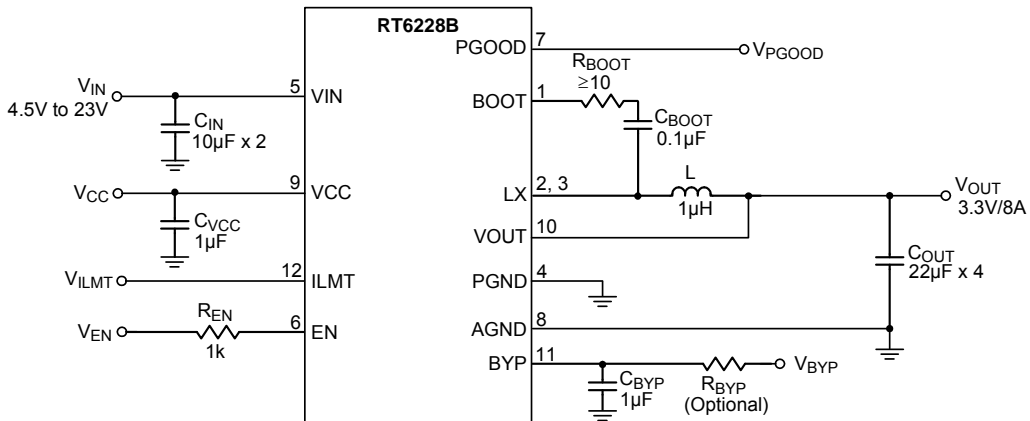 RT6228B
PGOOD 7 VPGOOD
RBOOT
≥10
VIN
4.5V to 23V
5 VIN
BOOT 1
CIN
10µF x 2
CBOOT
0.1µF
VCC 9 VCC
LX 2, 3
L
1µH
VOUT
3.3V/8A
CVCC
1µF
VOUT 10
VILMT 12 ILMT
PGND 4
COUT
22µF x 4
VEN
REN
1k
6 EN
AGND 8
BYP 11
CBYP
1µF
RBYP
(Optional)
VBYP